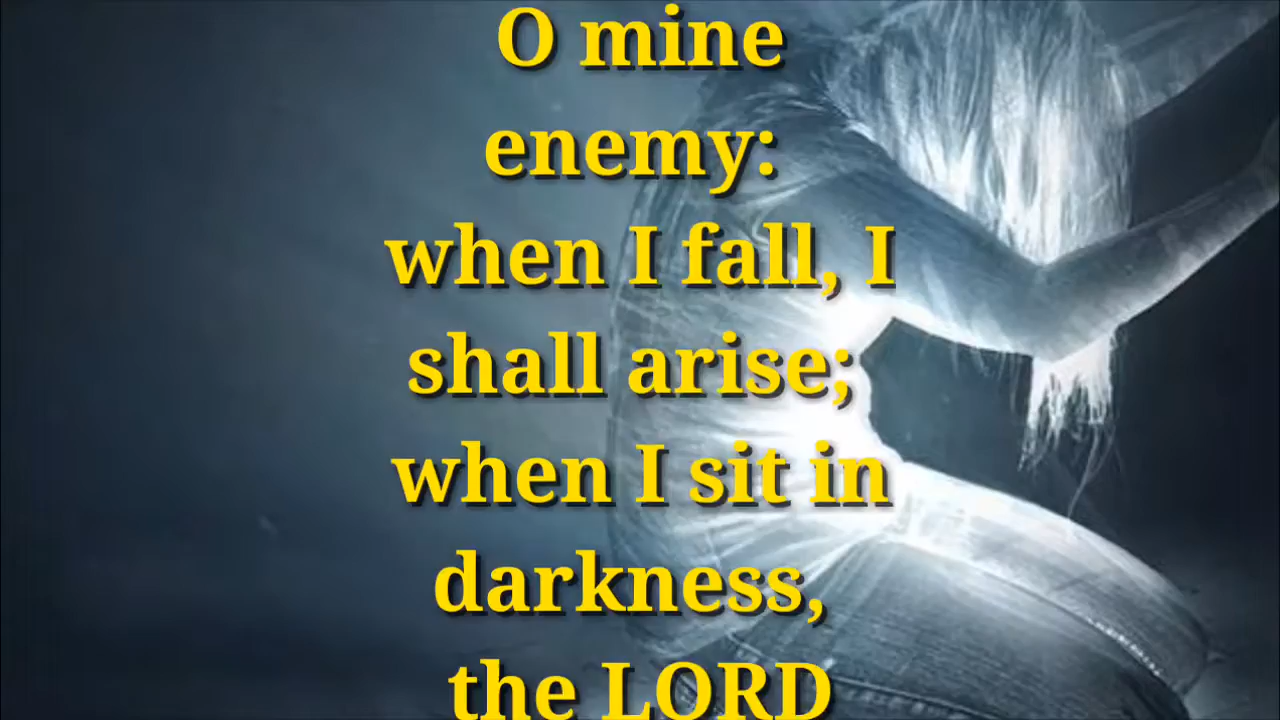 O mine
enemy:
when I fall, I
shall arise;
when I sit in
darkness,
the LORD